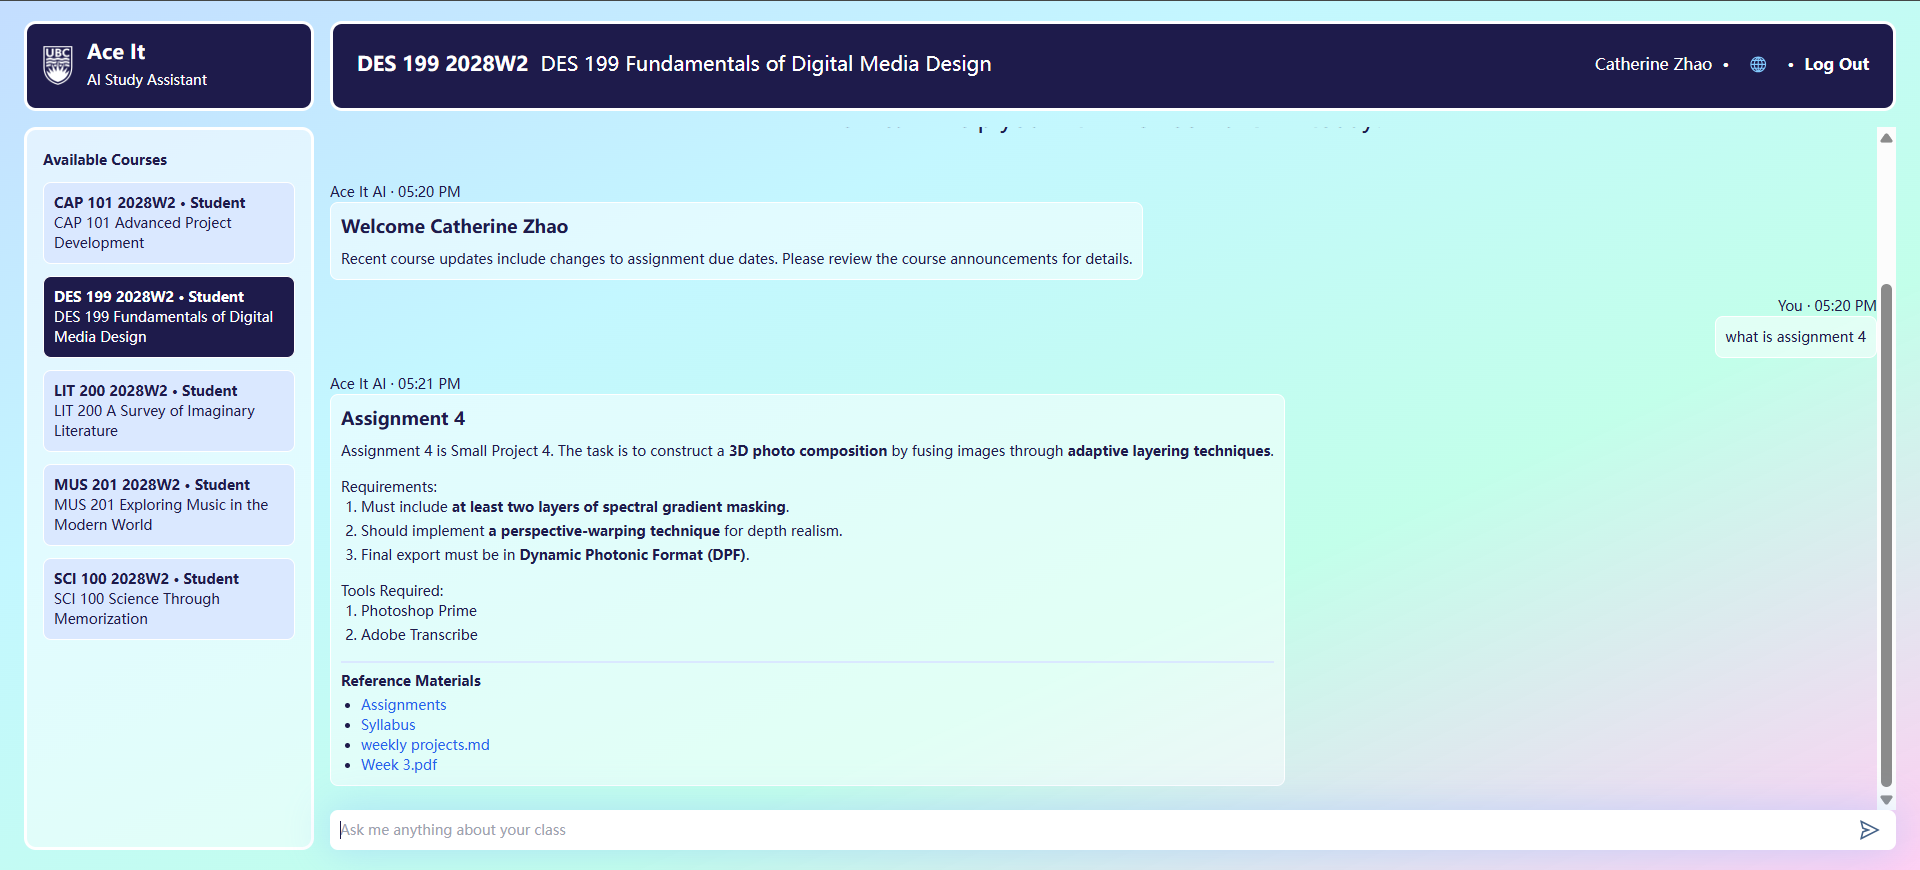 UBC
Ace It
AI Study Assistant
DES 199 2028W2 DES 199 Fundamentals of Digital Media Design
Catherine Zhao • • Log Out
Available Courses
CAP 101 2028W2 • Student
CAP 101 Advanced Project
Development
DES 199 2028W2 • Student
DES 199 Fundamentals of Digital
Media Design
LIT 200 2028W2 • Student
LIT 200 A Survey of Imaginary
Literature
MUS 201 2028W2 • Student
MUS 201 Exploring Music in the
Modern World
SCI 100 2028W2 • Student
SCI 100 Science Through
Memorization
Ace It AI · 05:20 PM
Welcome Catherine Zhao
Recent course updates include changes to assignment due dates. Please review the course announcements for details.
You · 05:20 PM
what is assignment 4
Ace It AI · 05:21 PM
Assignment 4
Assignment 4 is Small Project 4. The task is to construct a 3D photo composition by fusing images through adaptive layering techniques.
Requirements:
1. Must include at least two layers of spectral gradient masking.
2. Should implement a perspective-warping technique for depth realism.
3. Final export must be in Dynamic Photonic Format (DPF).
Tools Required:
1. Photoshop Prime
2. Adobe Transcribe
Reference Materials
• Assignments
• Syllabus
• weekly projects.md
• Week 3.pdf
Ask me anything about your class